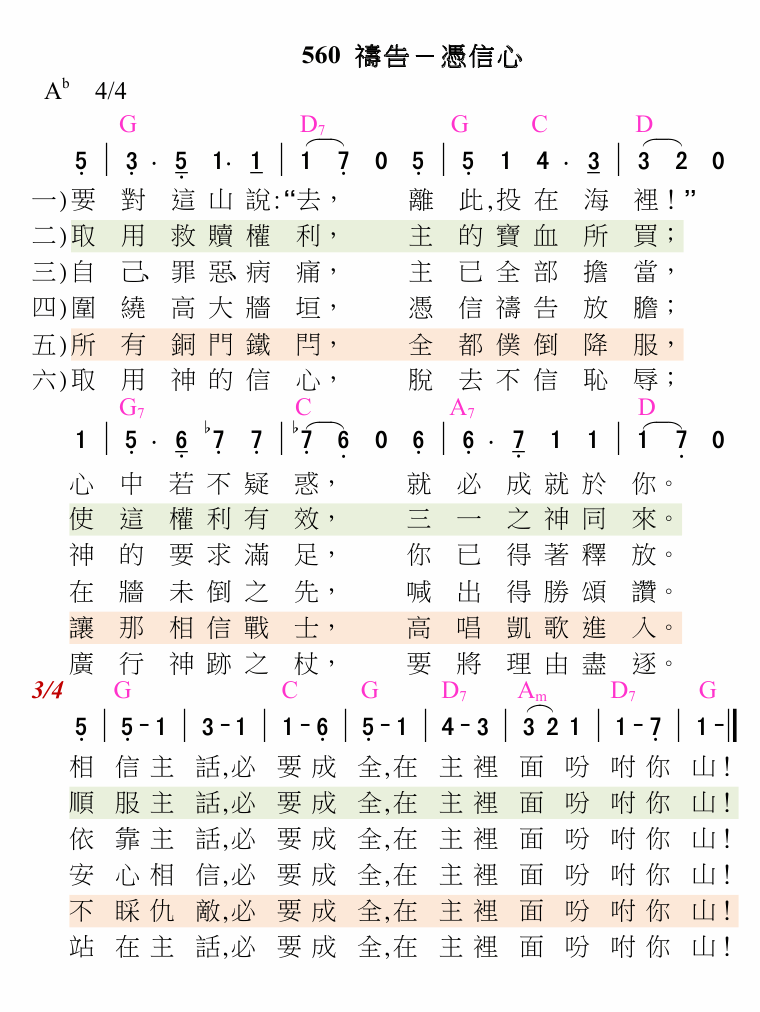 560 禱告－憑信心
A♭ 4/4
G D7 G C D
5 | 3 · 5 1· 1 | 1 7 0 5 | 5 1 4 · 3 | 3 2 0
一)要對這山說:“去， 離此,投在海裡!”
二)取用救贖權利， 主的寶血所買；
三)自己、罪惡、病痛， 主已全部擔當，
四)圍繞高大牆垣， 憑信禱告放膽；
五)所有銅門鐵閂， 全都僕倒降服，
六)取用神的信心， 脫去不信恥辱；
G7 C A7 D
1 | 5 · 6 ♭7 7 | ♭7 6 0 6 | 6 · 7 1 1 | 1 7 0
心中若不疑惑， 就必成就於你。
使這權利有效， 三一之神同來。
神的要求滿足， 你已得著釋放。
在牆未倒之先， 喊出得勝頌讚。
讓那相信戰士， 高唱凱歌進入。
廣行神跡之杖， 要將理由盡逐。
3/4 G C G D7 Am D7 G
5 | 5 - 1 | 3 - 1 | 1 - 6 | 5 - 1 | 4 - 3 | 3 2 1 | 1 - 7 | 1 - ‖
相信主話,必要成全,在主裡面吩咐你山!
順服主話,必要成全,在主裡面吩咐你山!
依靠主話,必要成全,在主裡面吩咐你山!
安心相信,必要成全,在主裡面吩咐你山!
不睬仇敵,必要成全,在主裡面吩咐你山!
站在主話,必要成全,在主裡面吩咐你山!